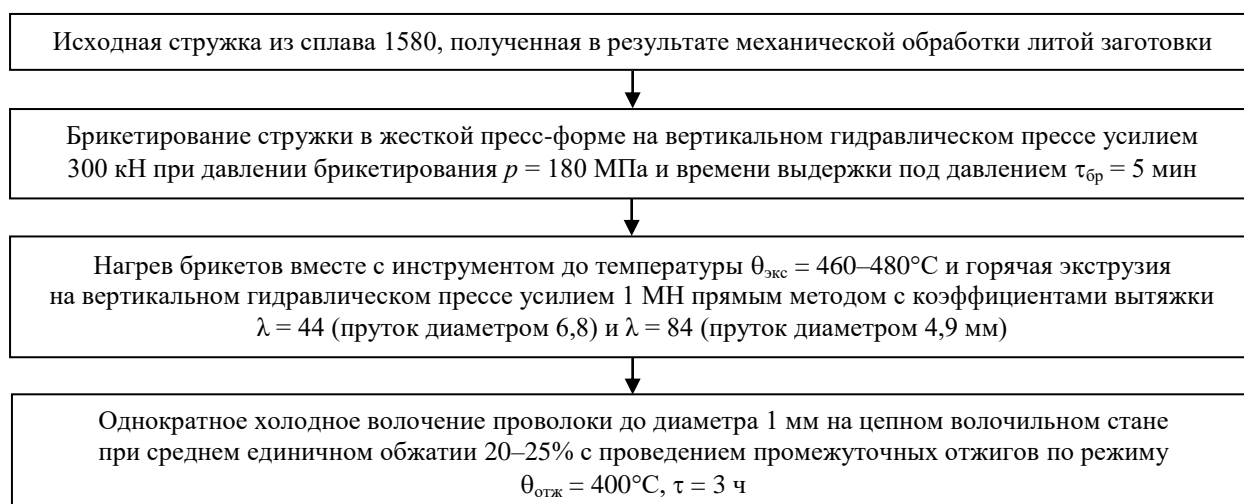 Исходная стружка из сплава 1580, полученная в результате механической обработки литой заготовки
Брикетирование стружки в жесткой пресс-форме на вертикальном гидравлическом прессе усилием
300 кН при давлении брикетирования p = 180 МПа и времени выдержки под давлением τбр = 5 мин
Нагрев брикетов вместе с инструментом до температуры θэкс = 460–480°C и горячая экструзия
на вертикальном гидравлическом прессе усилием 1 МН прямым методом с коэффициентами вытяжки
λ = 44 (пруток диаметром 6,8) и λ = 84 (пруток диаметром 4,9 мм)
Однократное холодное волочение проволоки до диаметра 1 мм на цепном волочильном стане
при среднем единичном обжатии 20–25% с проведением промежуточных отжигов по режиму
θотж = 400°C, τ = 3 ч